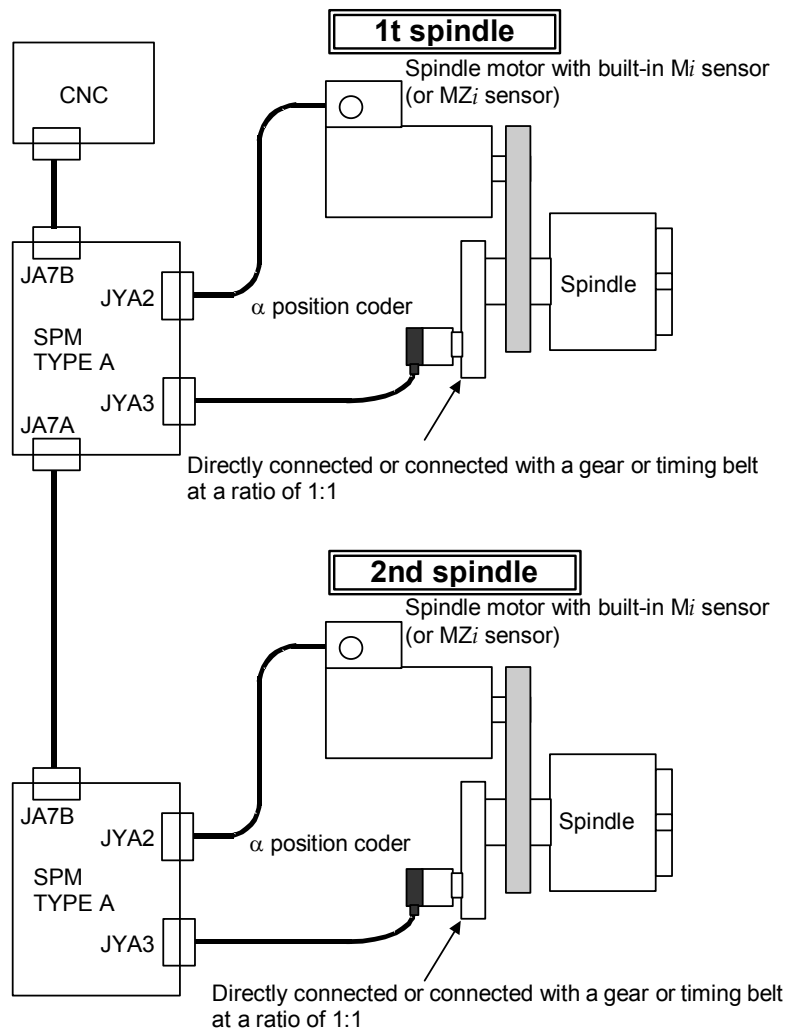 1t spindle
Spindle motor with built-in Mi sensor
(or MZi sensor)
CNC
JA7B
JYA2
α position coder
Spindle
SPM
TYPE A
JYA3
JA7A
Directly connected or connected with a gear or timing belt
at a ratio of 1:1
2nd spindle
Spindle motor with built-in Mi sensor
(or MZi sensor)
JA7B
JYA2
α position coder
Spindle
SPM
TYPE A
JYA3
Directly connected or connected with a gear or timing belt
at a ratio of 1:1